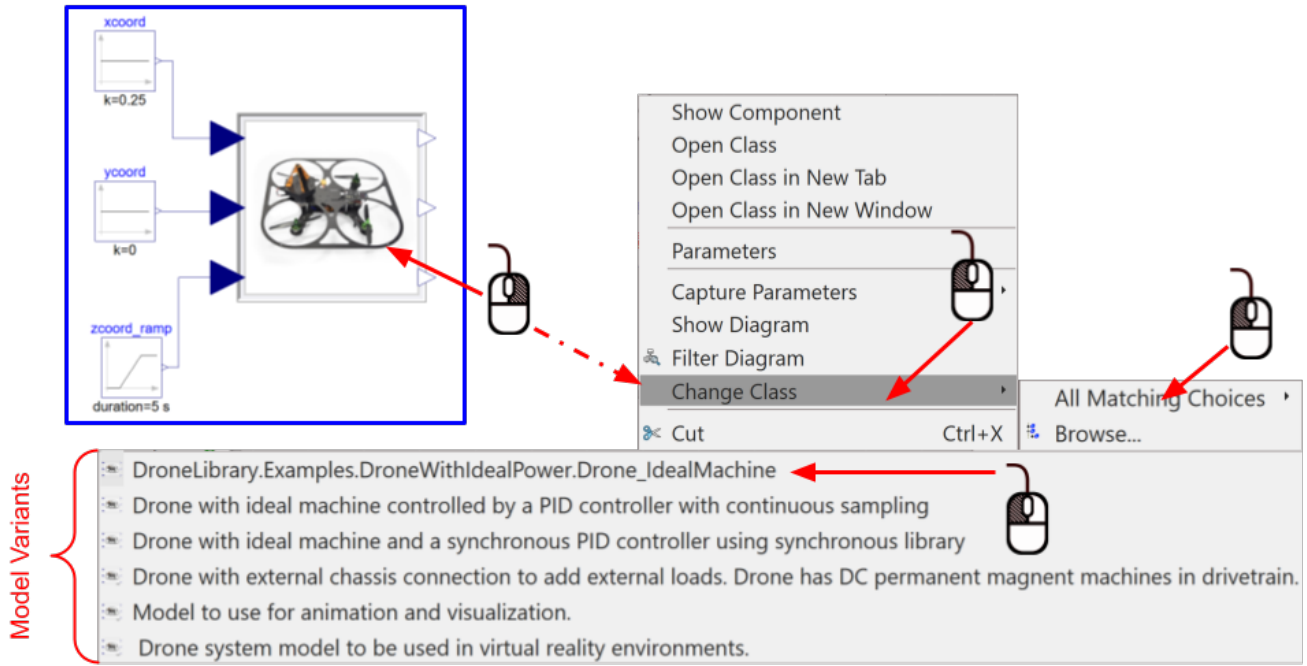 xcoord
k=0.25
ycoord
k=0
zcoord_ramp
duration=5 s
Show Component
Open Class
Open Class in New Tab
Open Class in New Window
Parameters
Capture Parameters
Show Diagram
Filter Diagram
Change Class
Cut Ctrl+X
All Matching Choices
Browse...
Model Variants
DroneLibrary.Examples.DroneWithIdealPower.Drone_IdealMachine
Drone with ideal machine controlled by a PID controller with continuous sampling
Drone with ideal machine and a synchronous PID controller using synchronous library
Drone with external chassis connection to add external loads. Drone has DC permanent magnent machines in drivetrain.
Model to use for animation and visualization.
Drone system model to be used in virtual reality environments.